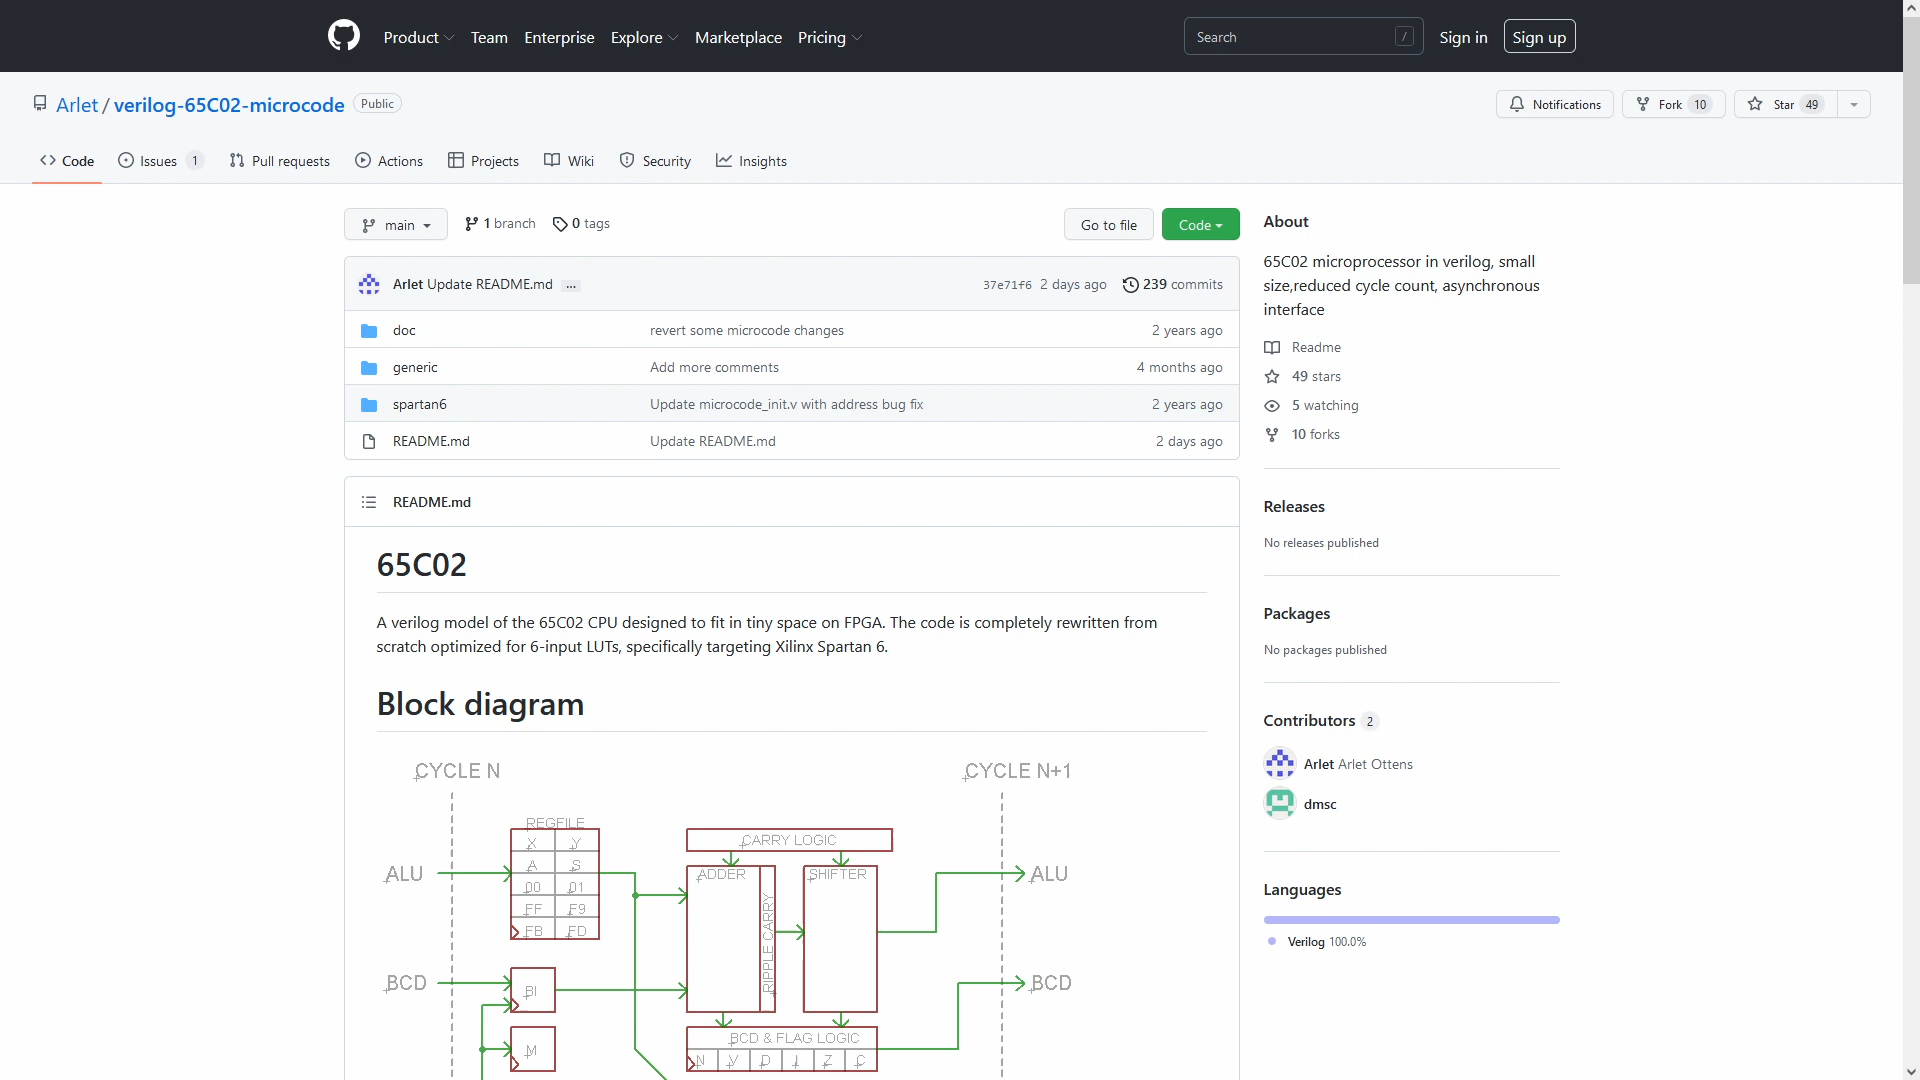 Product Team Enterprise Explore Marketplace Pricing Search / Sign in Sign up
Arlet / verilog-65C02-microcode Public Notifications Fork 10 Star 49
Code Issues 1 Pull requests Actions Projects Wiki Security Insights
main 1 branch 0 tags Go to file Code
Arlet Update README.md ... 37e71f6 2 days ago 239 commits
doc revert some microcode changes 2 years ago
generic Add more comments 4 months ago
spartan6 Update microcode_init.v with address bug fix 2 years ago
README.md Update README.md 2 days ago
README.md
65C02
A verilog model of the 65C02 CPU designed to fit in tiny space on FPGA. The code is completely rewritten from
scratch optimized for 6-input LUTs, specifically targeting Xilinx Spartan 6.
Block diagram
CYCLE N CYCLE N+1
REGFILE
X Y CARRY LOGIC
A S
ALU ADDER SHIFTER ALU
00 01
FF F9
FB FD
RIPPLE CARRY
BCD BI BCD
M BCD & FLAG LOGIC
N V D I Z C
About
65C02 microprocessor in verilog, small
size,reduced cycle count, asynchronous
interface
Readme
49 stars
5 watching
10 forks
Releases
No releases published
Packages
No packages published
Contributors 2
Arlet Arlet Ottens
dmsc
Languages
Verilog 100.0%